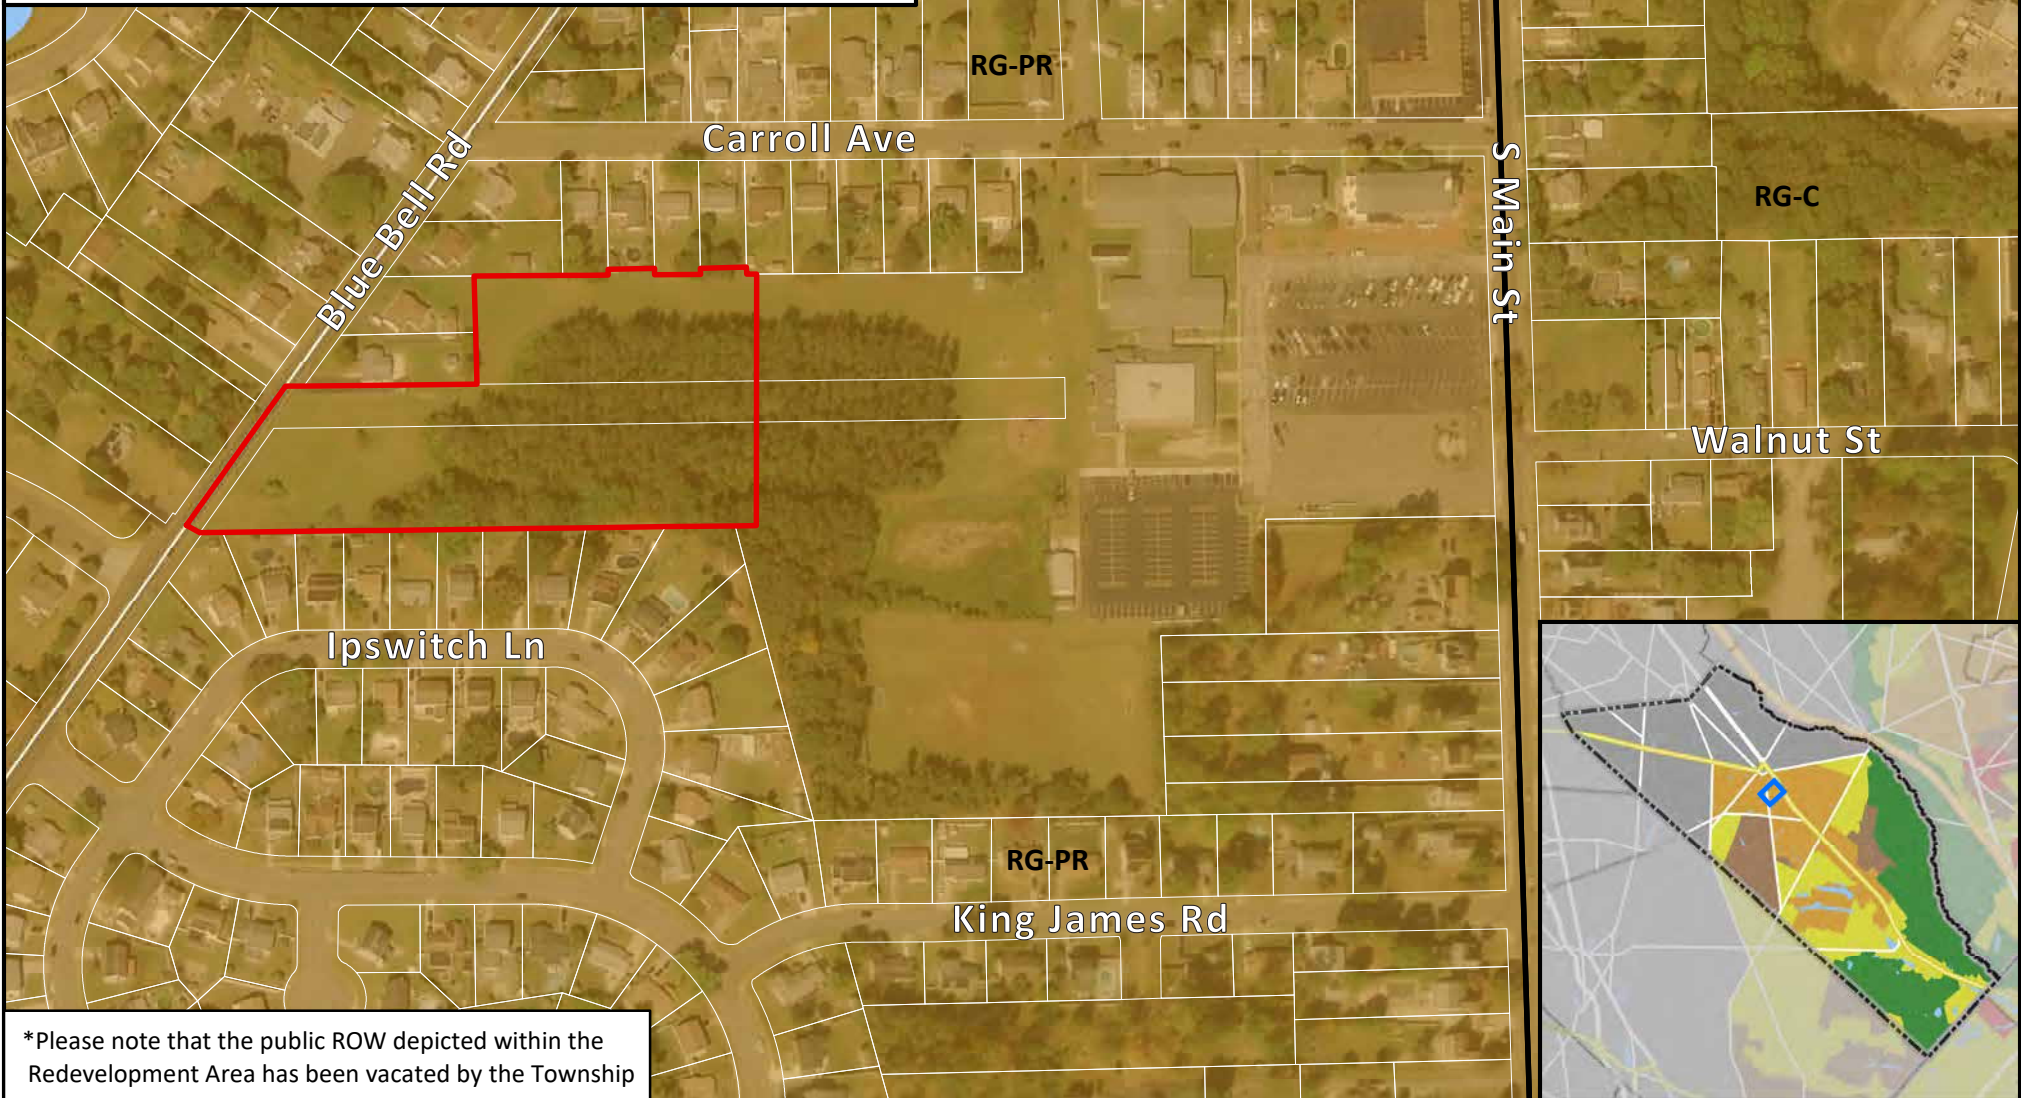 RG-PR
Carroll Ave
Blue Bell Rd
S Main St
RG-C
Walnut St
Ipswitch Ln
RG-PR
King James Rd
*Please note that the public ROW depicted within the
Redevelopment Area has been vacated by the Township